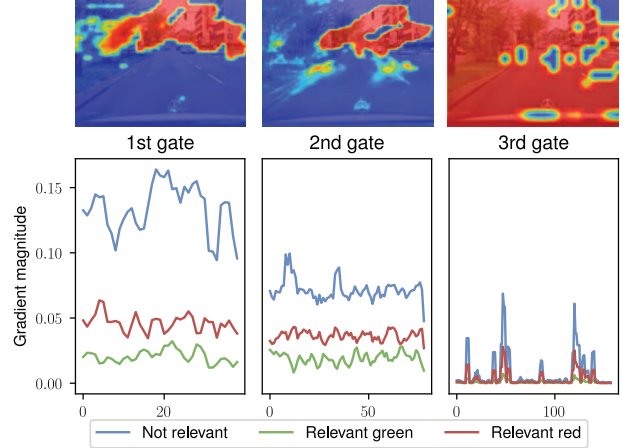 1st gate 2nd gate 3rd gate
Gradient magnitude
0.15
0.10
0.05
0.00
0 20 0 50 0 100
Not relevant Relevant green Relevant red